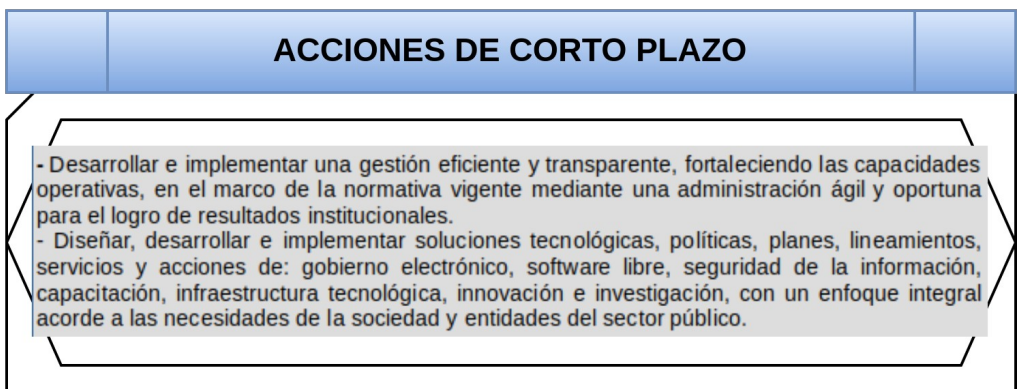 ACCIONES DE CORTO PLAZO
- Desarrollar e implementar una gestión eficiente y transparente, fortaleciendo las capacidades
operativas, en el marco de la normativa vigente mediante una administración ágil y oportuna
para el logro de resultados institucionales.
- Diseñar, desarrollar e implementar soluciones tecnológicas, políticas, planes, lineamientos,
servicios y acciones de: gobierno electrónico, software libre, seguridad de la información,
capacitación, infraestructura tecnológica, innovación e investigación, con un enfoque integral
acorde a las necesidades de la sociedad y entidades del sector público.